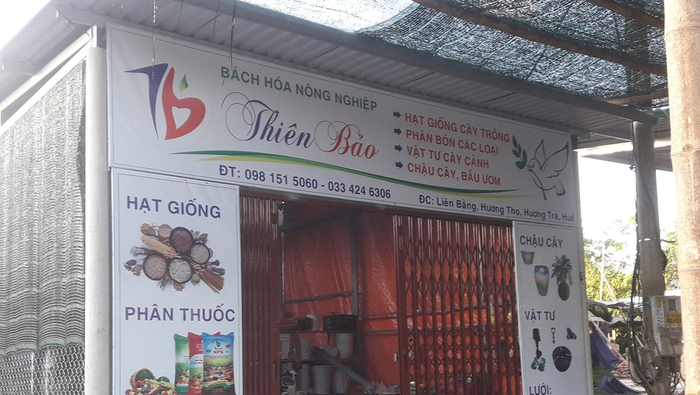 Tb
BÁCH HÓA NÔNG NGHIỆP
Thiên Bảo
HẠT GIỐNG CÂY TRỒNG
PHÂN BÓN CÁC LOẠI
VẬT TƯ CÂY CẢNH
CHẬU CÂY, BẦU ƯƠM
ĐT: 098 151 5060 - 033 424 6306
ĐC: Liên Bằng, Hương Thọ, Hương Trà, Huế
HẠT GIỐNG
PHÂN THUỐC
NPK
CHẬU CÂY
VẬT TƯ
LƯỚI: